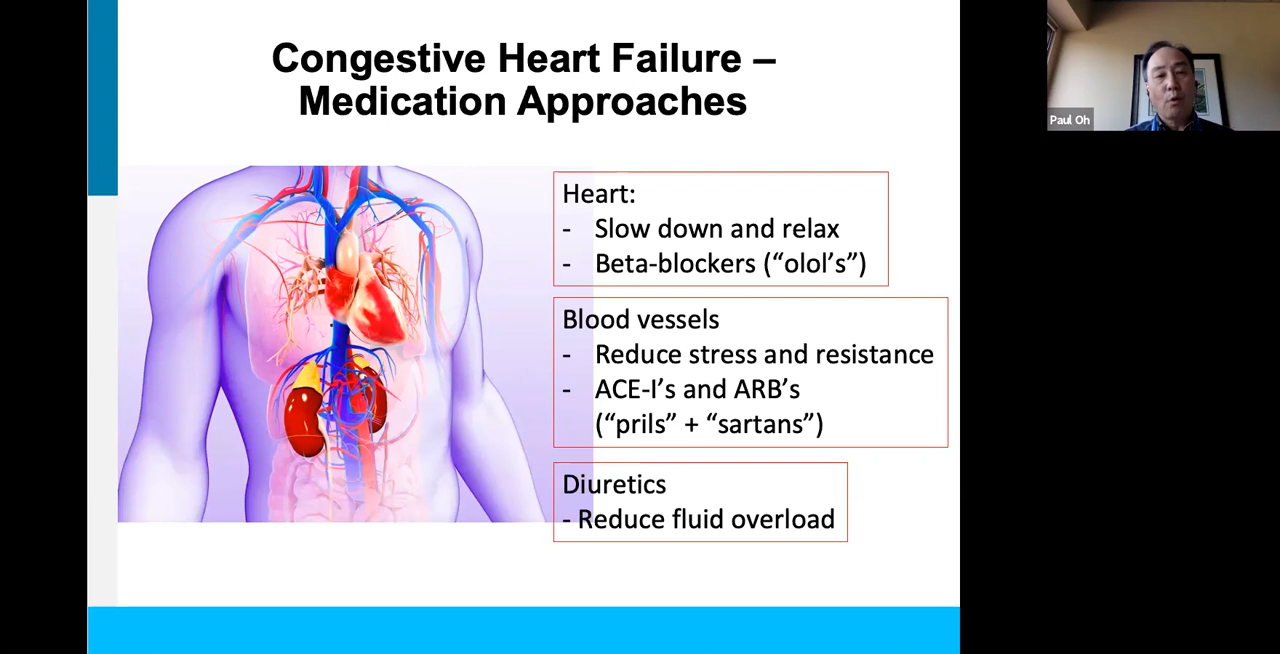 Congestive Heart Failure –
Medication Approaches
Heart:
- Slow down and relax
- Beta-blockers (“olol’s”)
Blood vessels
- Reduce stress and resistance
- ACE-I’s and ARB’s
(“prils” + “sartans”)
Diuretics
- Reduce fluid overload
Paul Oh